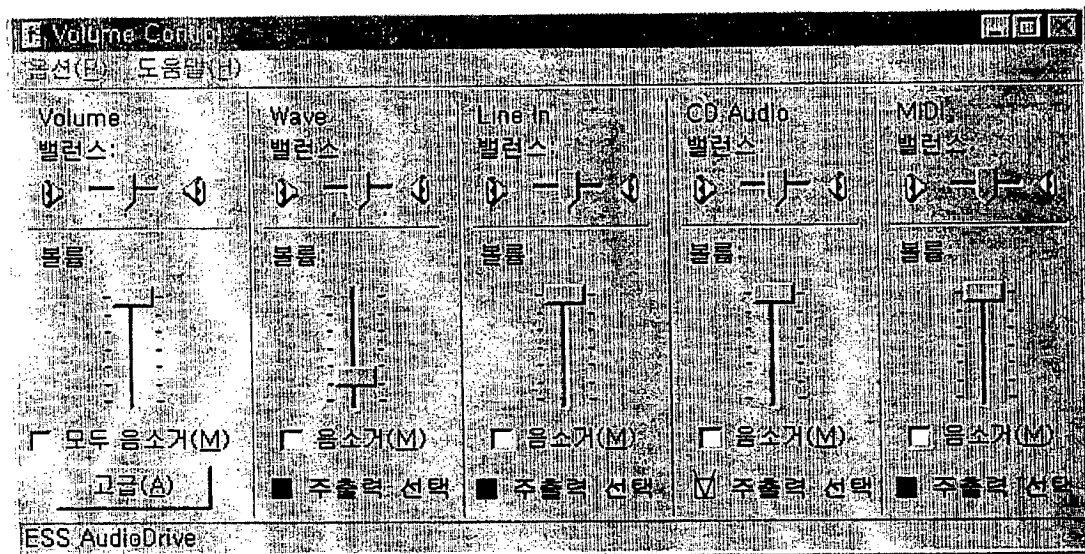 Volume Control
옵션(P) 도움말(H)
Volume
밸런스:
볼륨:
모두 음소거(M)
고급(A)
Wave
밸런스:
볼륨:
음소거(M)
주출력 선택
Line In
밸런스:
볼륨:
음소거(M)
주출력 선택
CD Audio
밸런스:
볼륨:
음소거(M)
주출력 선택
MIDI
밸런스:
볼륨:
음소거(M)
주출력 선택
ESS AudioDrive